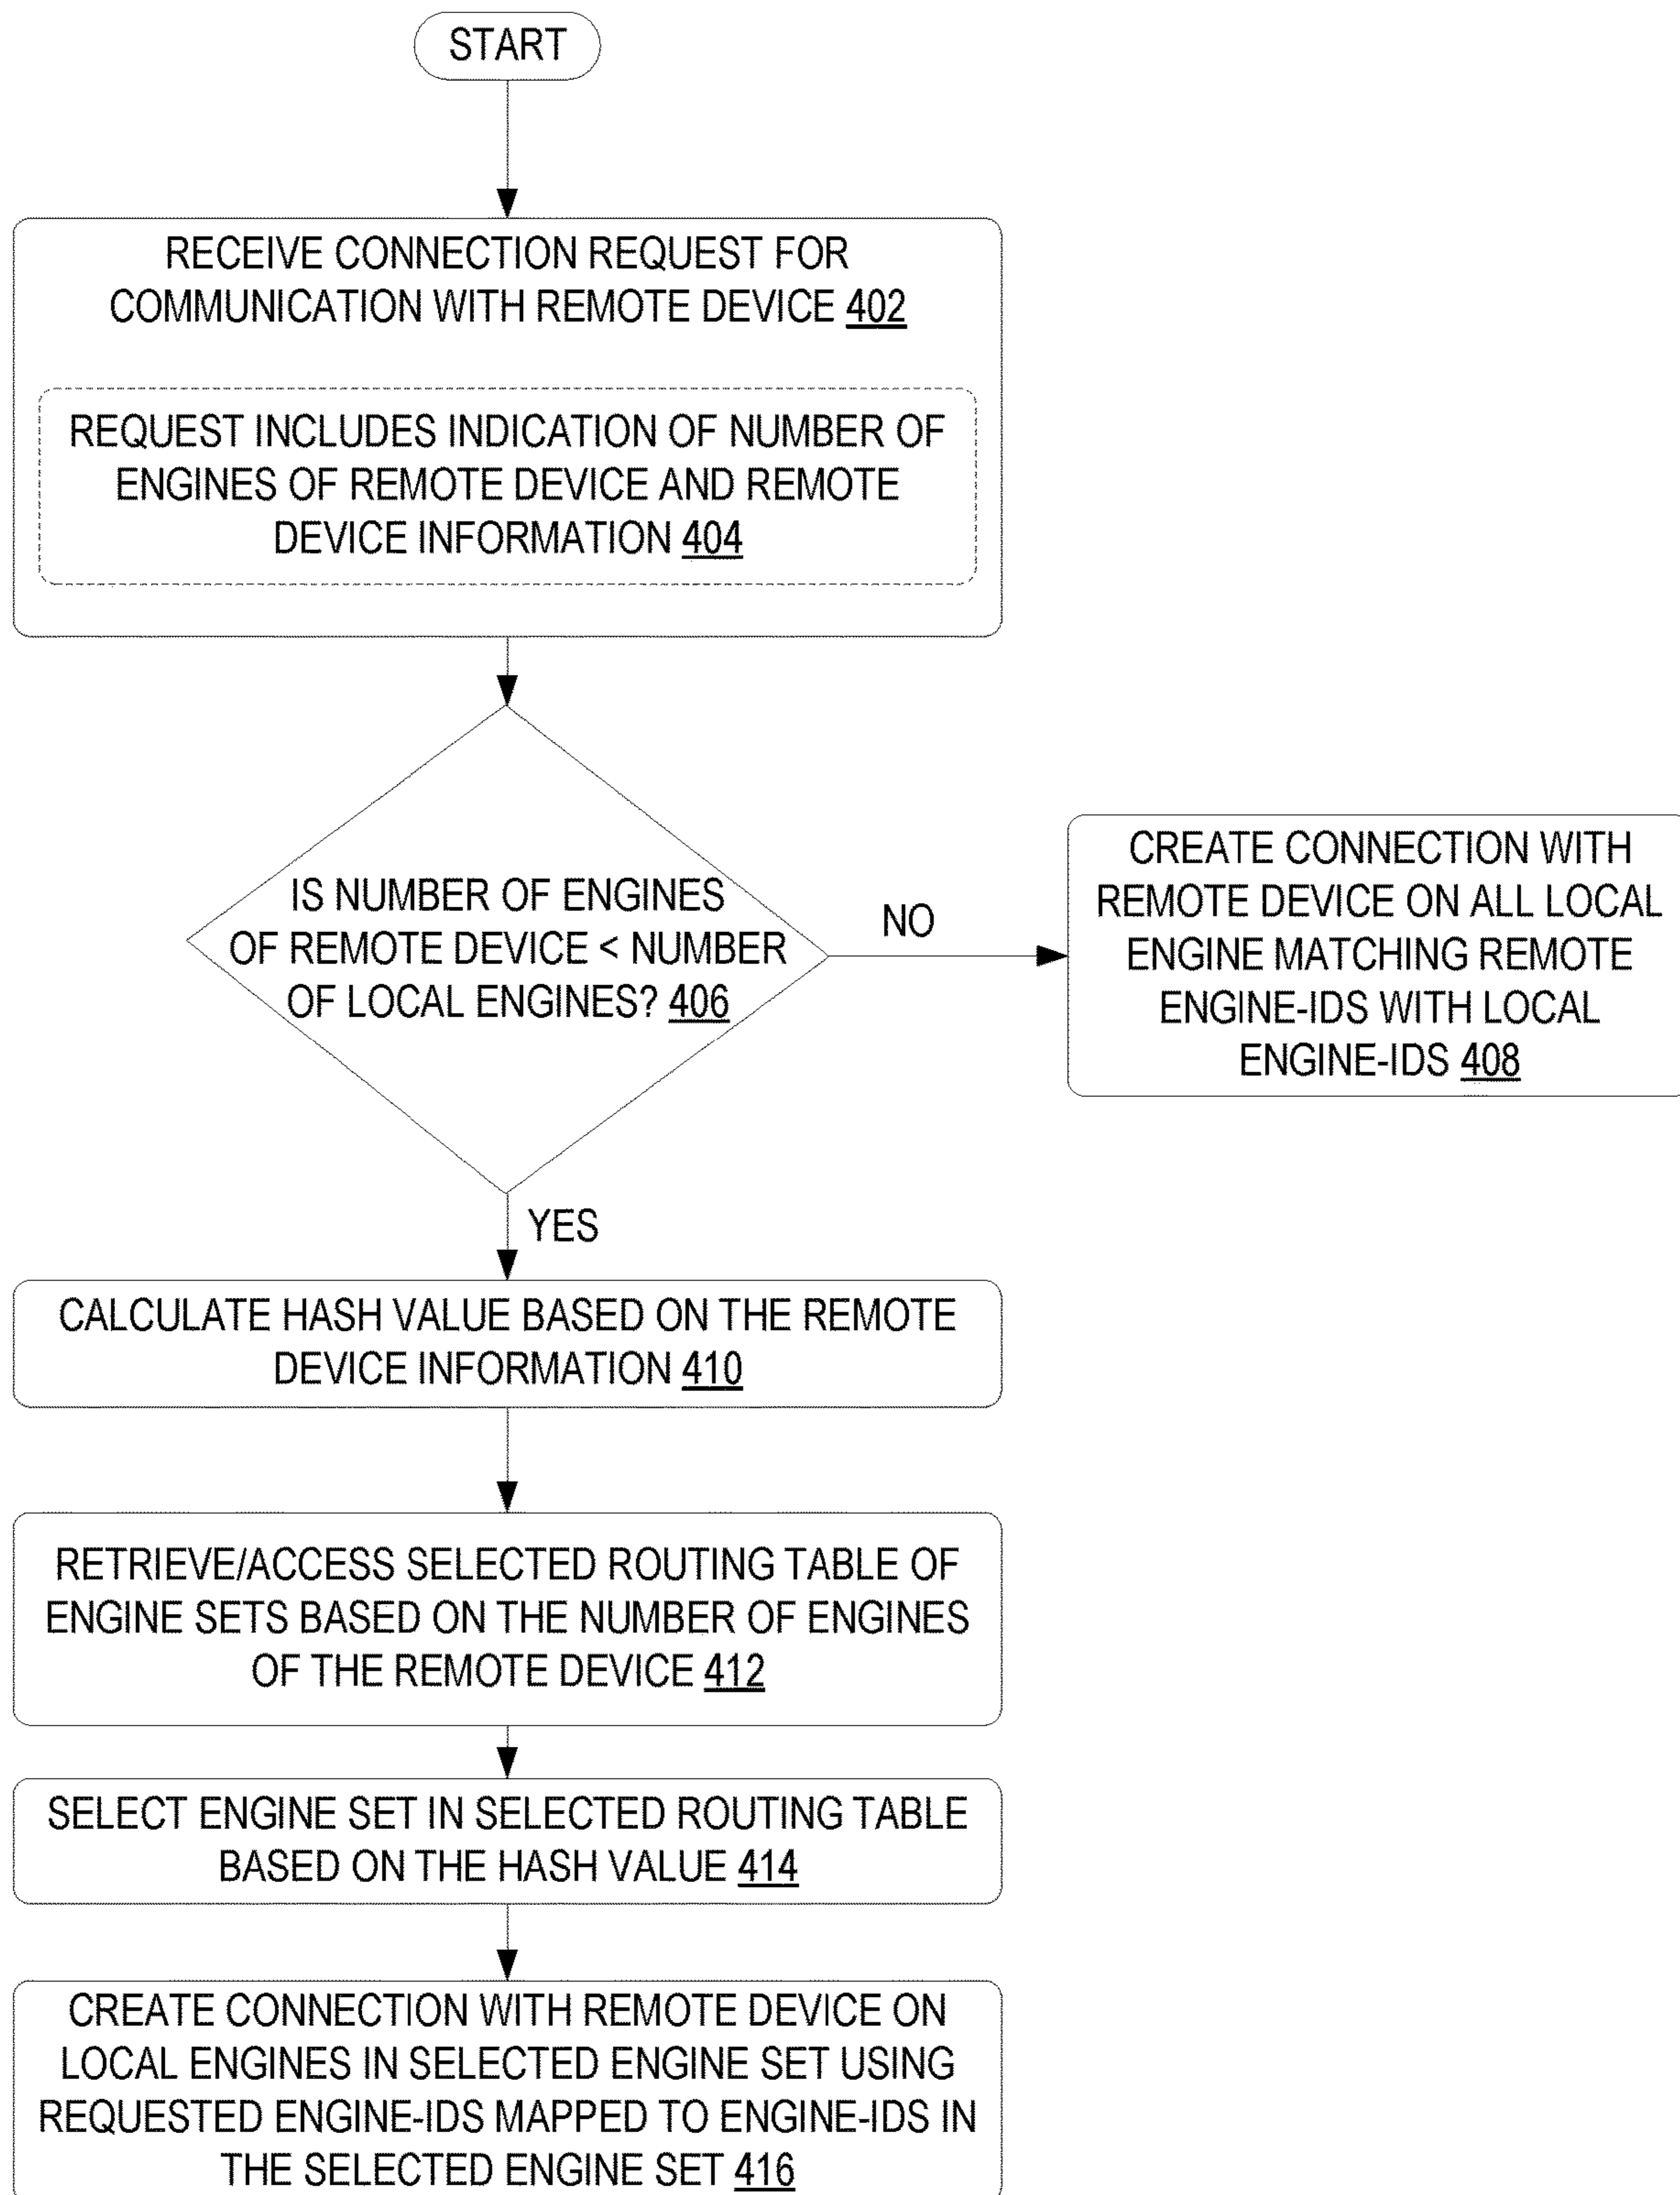 START
RECEIVE CONNECTION REQUEST FOR
COMMUNICATION WITH REMOTE DEVICE 402
REQUEST INCLUDES INDICATION OF NUMBER OF
ENGINES OF REMOTE DEVICE AND REMOTE
DEVICE INFORMATION 404
IS NUMBER OF ENGINES
OF REMOTE DEVICE < NUMBER
OF LOCAL ENGINES? 406
NO
CREATE CONNECTION WITH
REMOTE DEVICE ON ALL LOCAL
ENGINE MATCHING REMOTE
ENGINE-IDS WITH LOCAL
ENGINE-IDS 408
YES
CALCULATE HASH VALUE BASED ON THE REMOTE
DEVICE INFORMATION 410
RETRIEVE/ACCESS SELECTED ROUTING TABLE OF
ENGINE SETS BASED ON THE NUMBER OF ENGINES
OF THE REMOTE DEVICE 412
SELECT ENGINE SET IN SELECTED ROUTING TABLE
BASED ON THE HASH VALUE 414
CREATE CONNECTION WITH REMOTE DEVICE ON
LOCAL ENGINES IN SELECTED ENGINE SET USING
REQUESTED ENGINE-IDS MAPPED TO ENGINE-IDS IN
THE SELECTED ENGINE SET 416